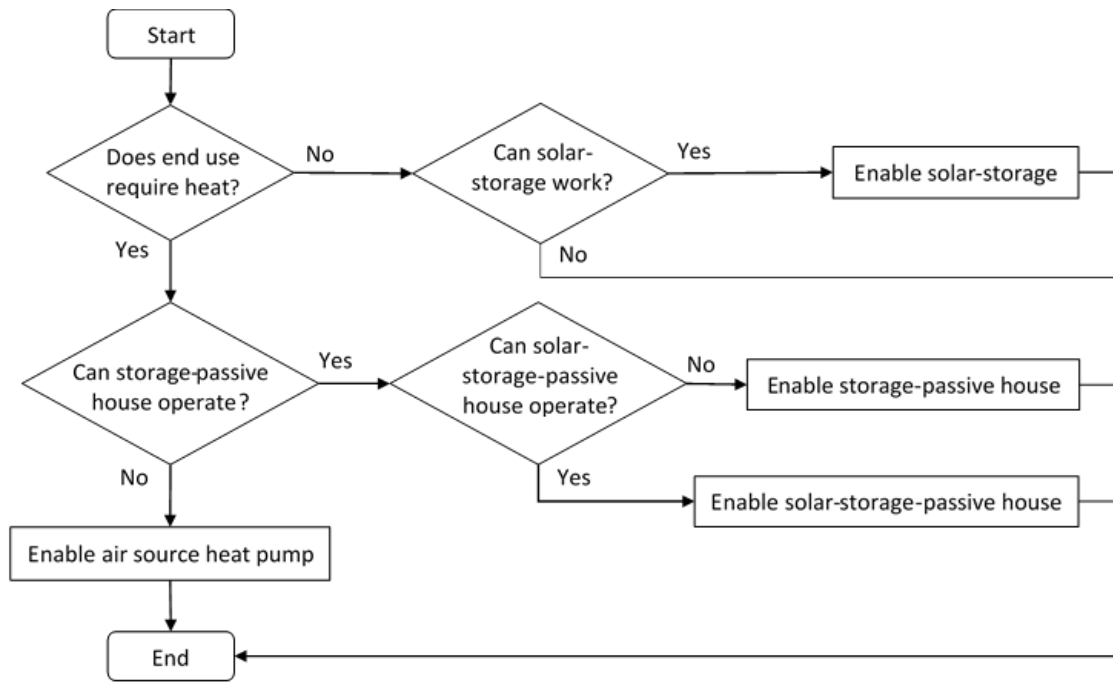 Start
Does end use
require heat?
No
Can solar-
storage work?
Yes
Enable solar-storage
Yes
No
Can storage-passive
house operate?
Yes
Can solar-
storage-passive
house operate?
No
Enable storage-passive house
No
Yes
Enable solar-storage-passive house
Enable air source heat pump
End